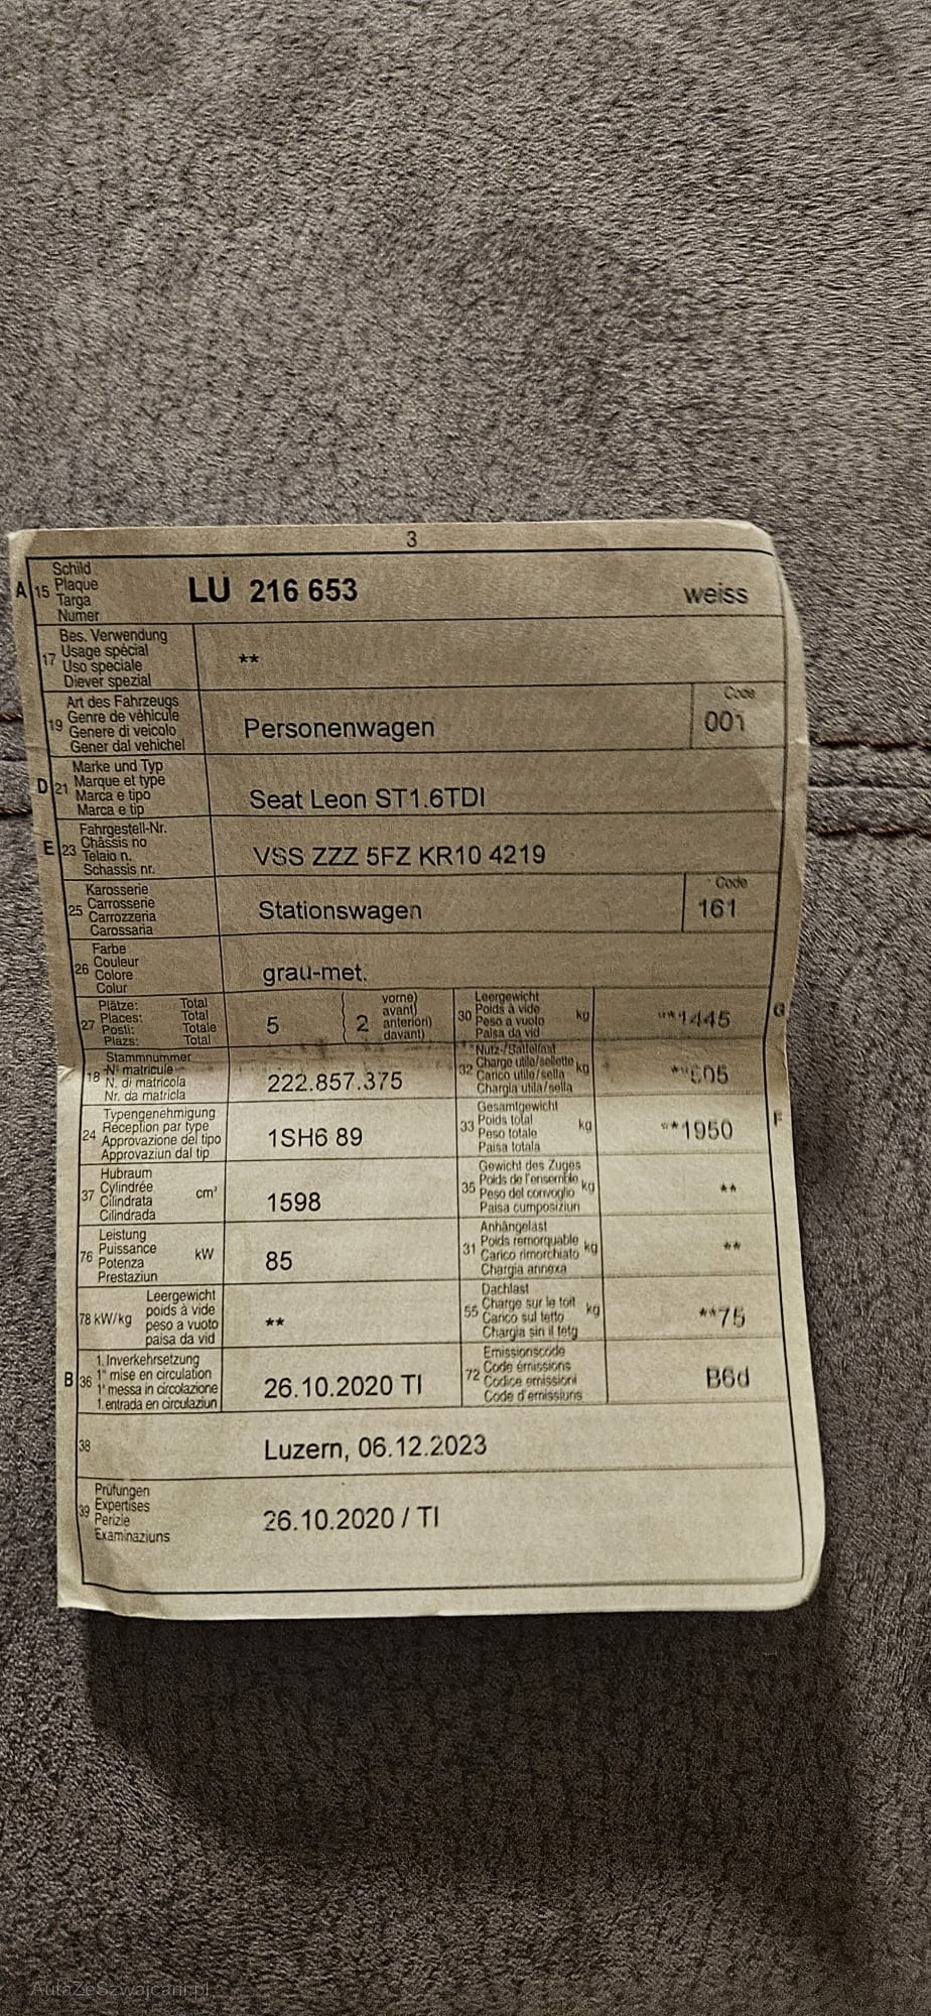 3
A 15 Schild
Plaque
Targa
Numer
LU 216 653 weiss
17 Bes. Verwendung
Usage spécial
Uso speciale
Diever spezial
**
19 Art des Fahrzeugs
Genre de véhicule
Genere di veicolo
Gener dal vehichel
Personenwagen
Code
001
D 21 Marke und Typ
Marque et type
Marca e tipo
Marca e tip
Seat Leon ST1.6TDI
E 23 Fahrgestell-Nr.
Châssis no
Telaio n.
Schassis nr.
VSS ZZZ 5FZ KR10 4219
25 Karosserie
Carrosserie
Carrozzeria
Carossaria
Stationswagen
Code
161
26 Farbe
Couleur
Colore
Colur
grau-met.
27 Plätze: Total
Places: Total
Posti: Totale
Plazs: Total
5
2
vorne)
avant)
anteriori)
davant)
30 Leergewicht
Poids à vide
Peso a vuoto
Paisa da vid
kg
**1445
G
18 Stammnummer
N° matricule
N. di matricola
Nr. da matricla
222.857.375
32 Nutz-/Sattellast
Charge utile/sellette
Carico utile/sella
Chargia utila/sella
kg
**505
24 Typengenehmigung
Réception par type
Approvazione del tipo
Approvaziun dal tip
1SH6 89
33 Gesamtgewicht
Poids total
Peso totale
Paisa totala
kg
**1950
F
37 Hubraum
Cylindrée
Cilindrata
Cilindrada
cm³
1598
35 Gewicht des Zuges
Poids de l'ensemble
Peso del convoglio
Paisa cumposiziun
kg
**
76 Leistung
Puissance
Potenza
Prestaziun
kW
85
31 Anhängelast
Poids remorquable
Carico rimorchiato
Chargia annexa
kg
**
78 kW/kg
Leergewicht
poids à vide
peso a vuoto
paisa da vid
**
55 Dachlast
Charge sur le toit
Carico sul tetto
Chargia sin il tetg
kg
**75
B 36 1. Inverkehrsetzung
1e mise en circulation
1a messa in circolazione
1. entrada en circulaziun
26.10.2020 TI
72 Emissionscode
Code émissions
Codice emissioni
Code d'emissiuns
B6d
38
Luzern, 06.12.2023
39 Prüfungen
Expertises
Perizie
Examinaziuns
26.10.2020 / TI
AutaZeSzwajcarii.pl